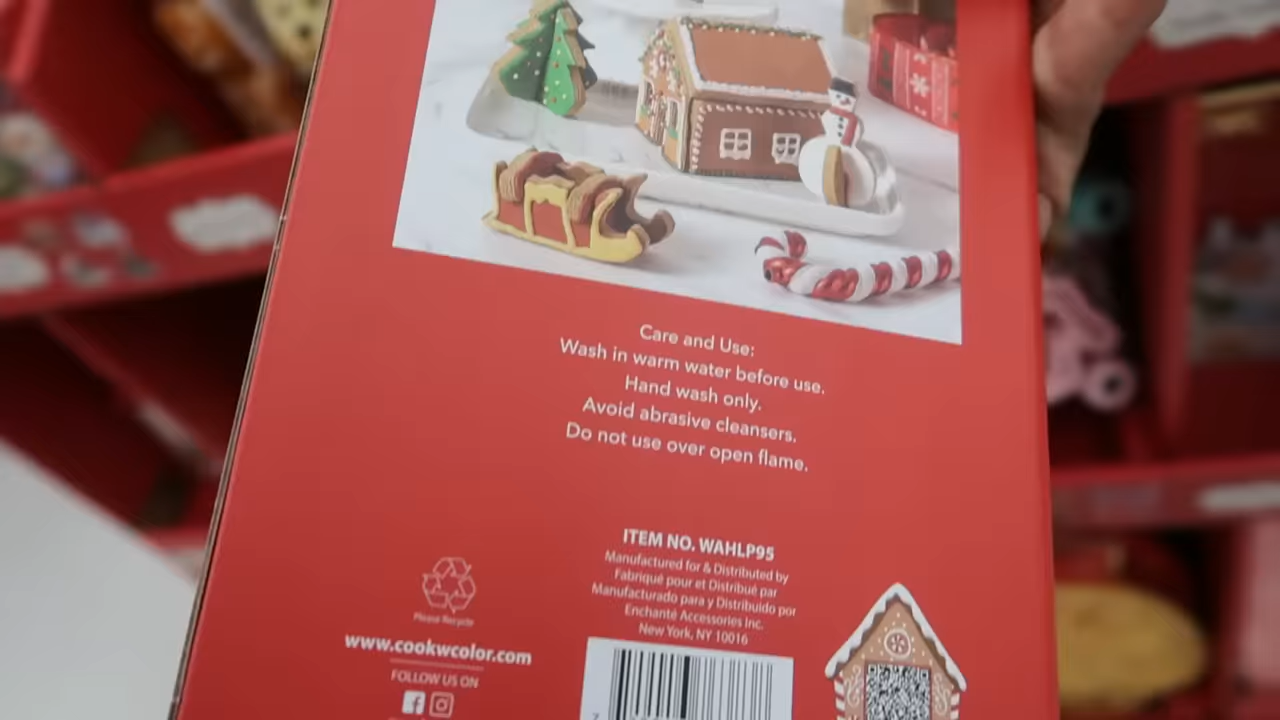 Care and Use:
Wash in warm water before use.
Hand wash only.
Avoid abrasive cleansers.
Do not use over open flame.
ITEM NO. WAHLP95
Manufactured for & Distributed by
Fabriqué pour et Distribué par
Manufacturado para y Distribuido por
Enchanté Accessories Inc.
New York, NY 10016
Please Recycle
www.cookwcolor.com
FOLLOW US ON